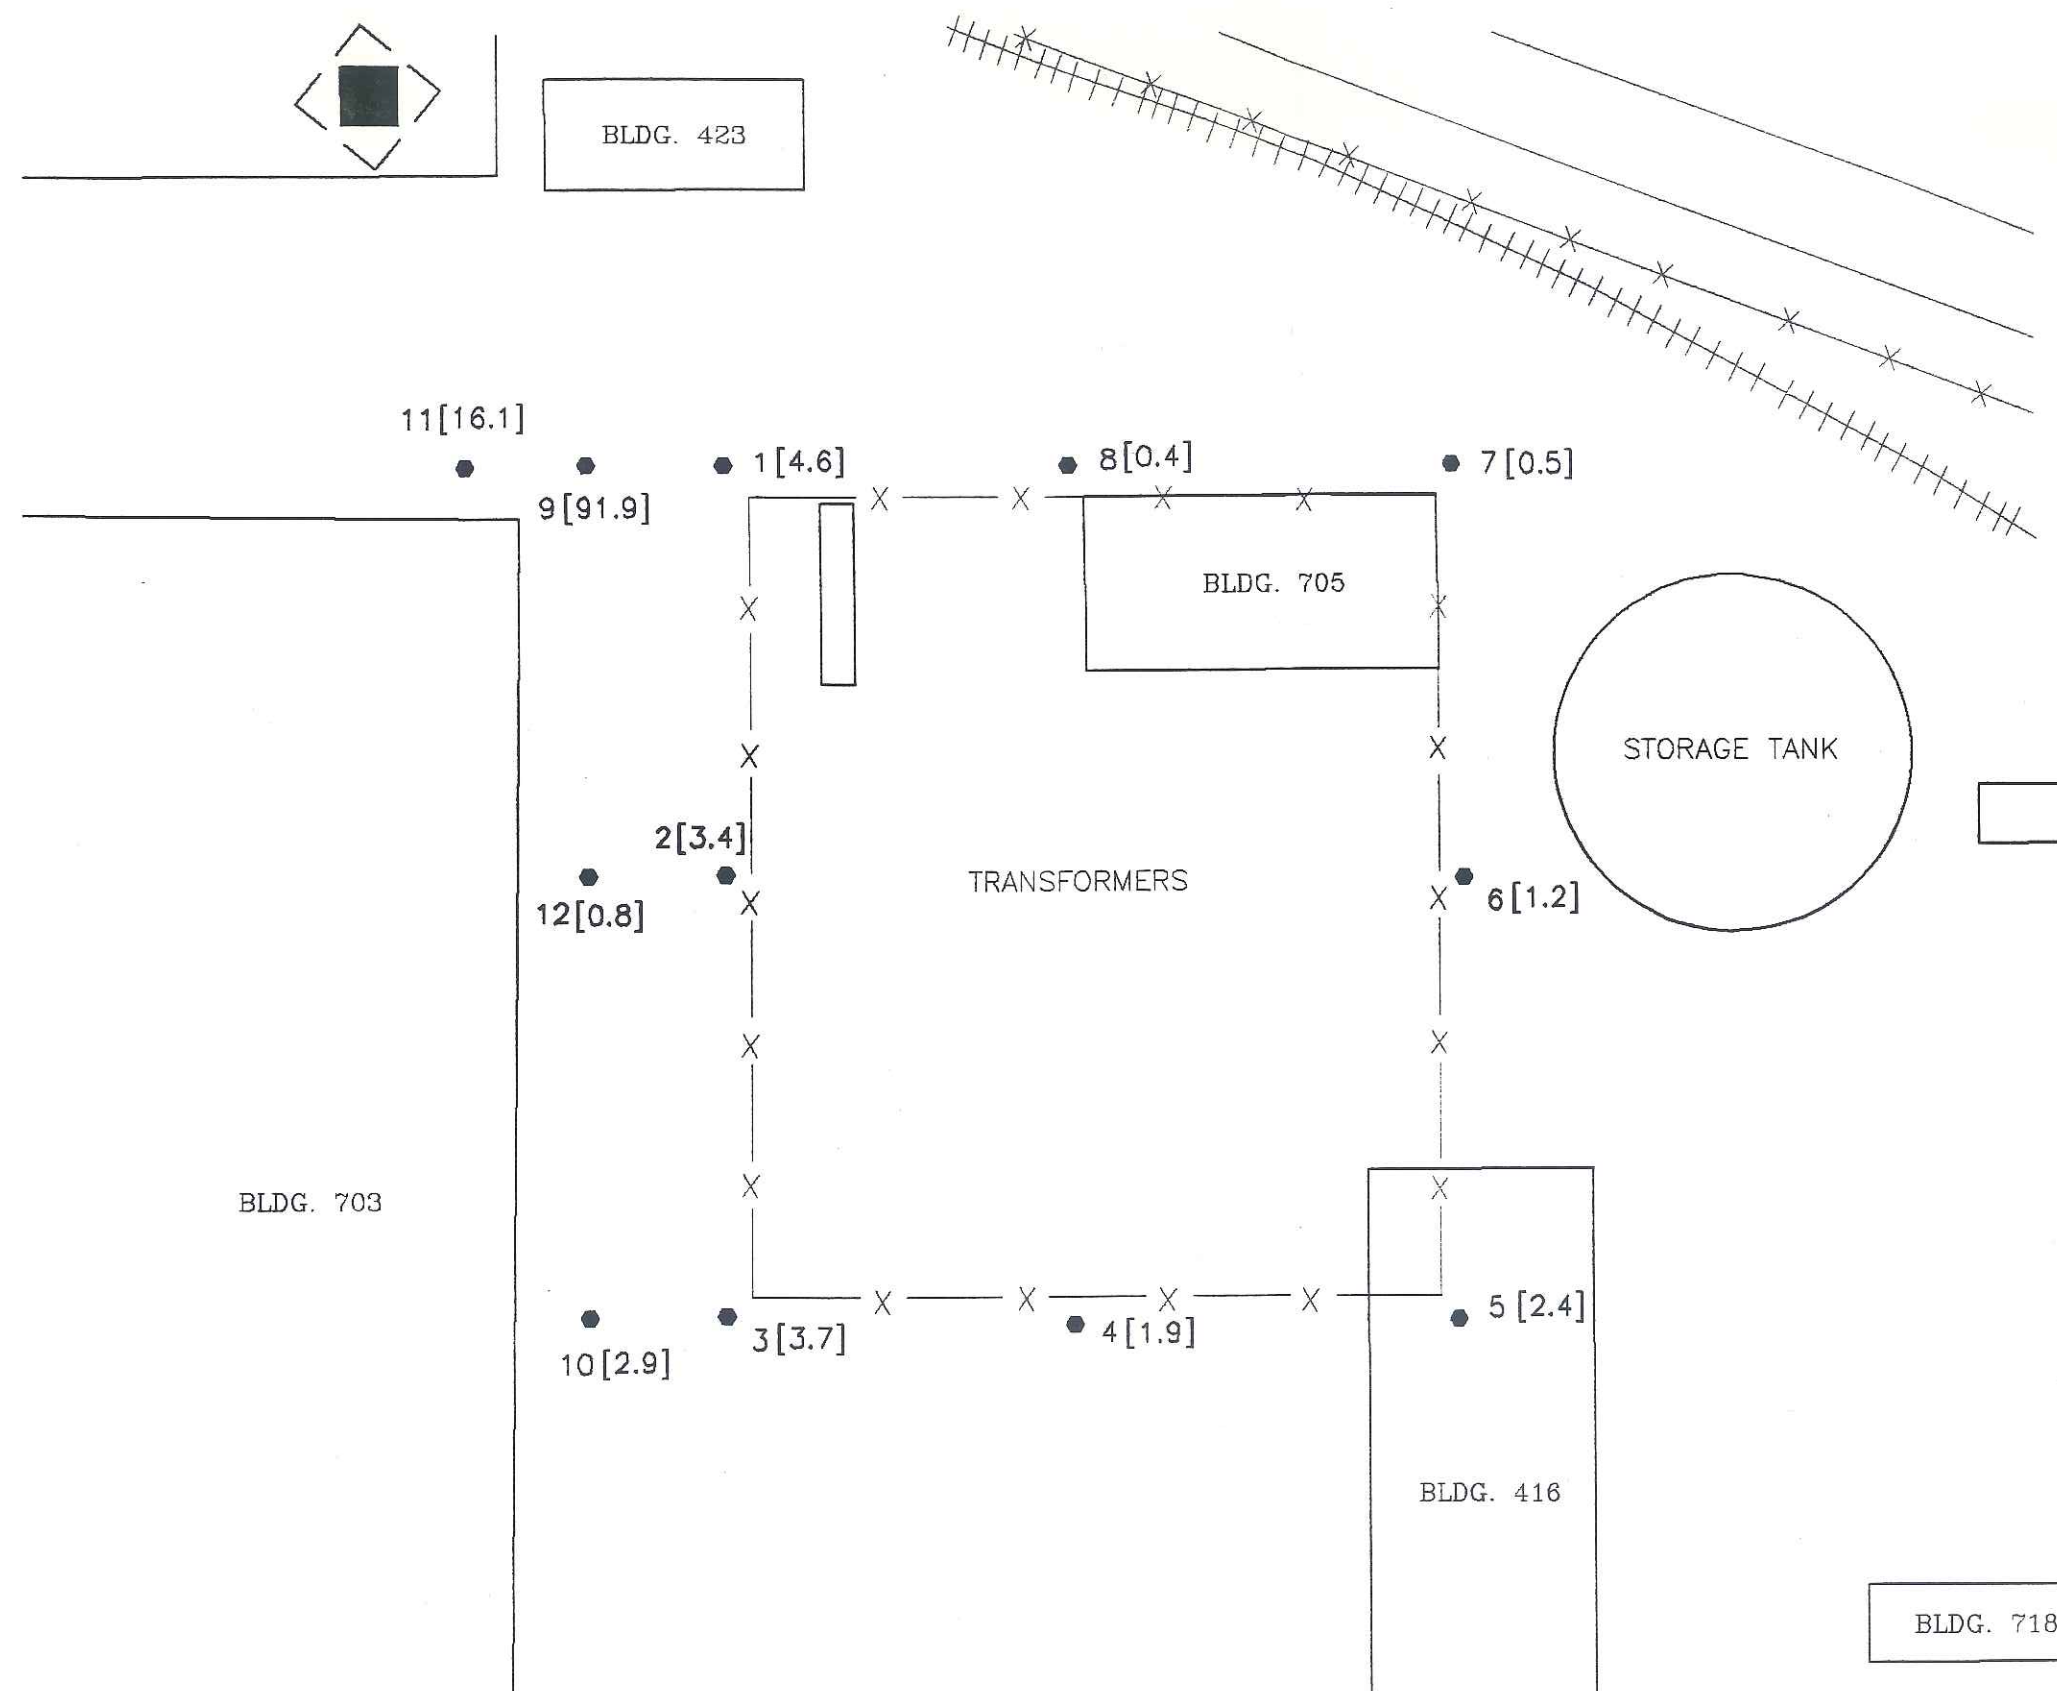 BLDG. 423
11[16.1]
1[4.6]
8[0.4]
7[0.5]
9[91.9]
BLDG. 705
STORAGE TANK
2[3.4]
TRANSFORMERS
12[0.8]
6[1.2]
BLDG. 703
5[2.4]
3[3.7]
4[1.9]
10[2.9]
BLDG. 416
BLDG. 718